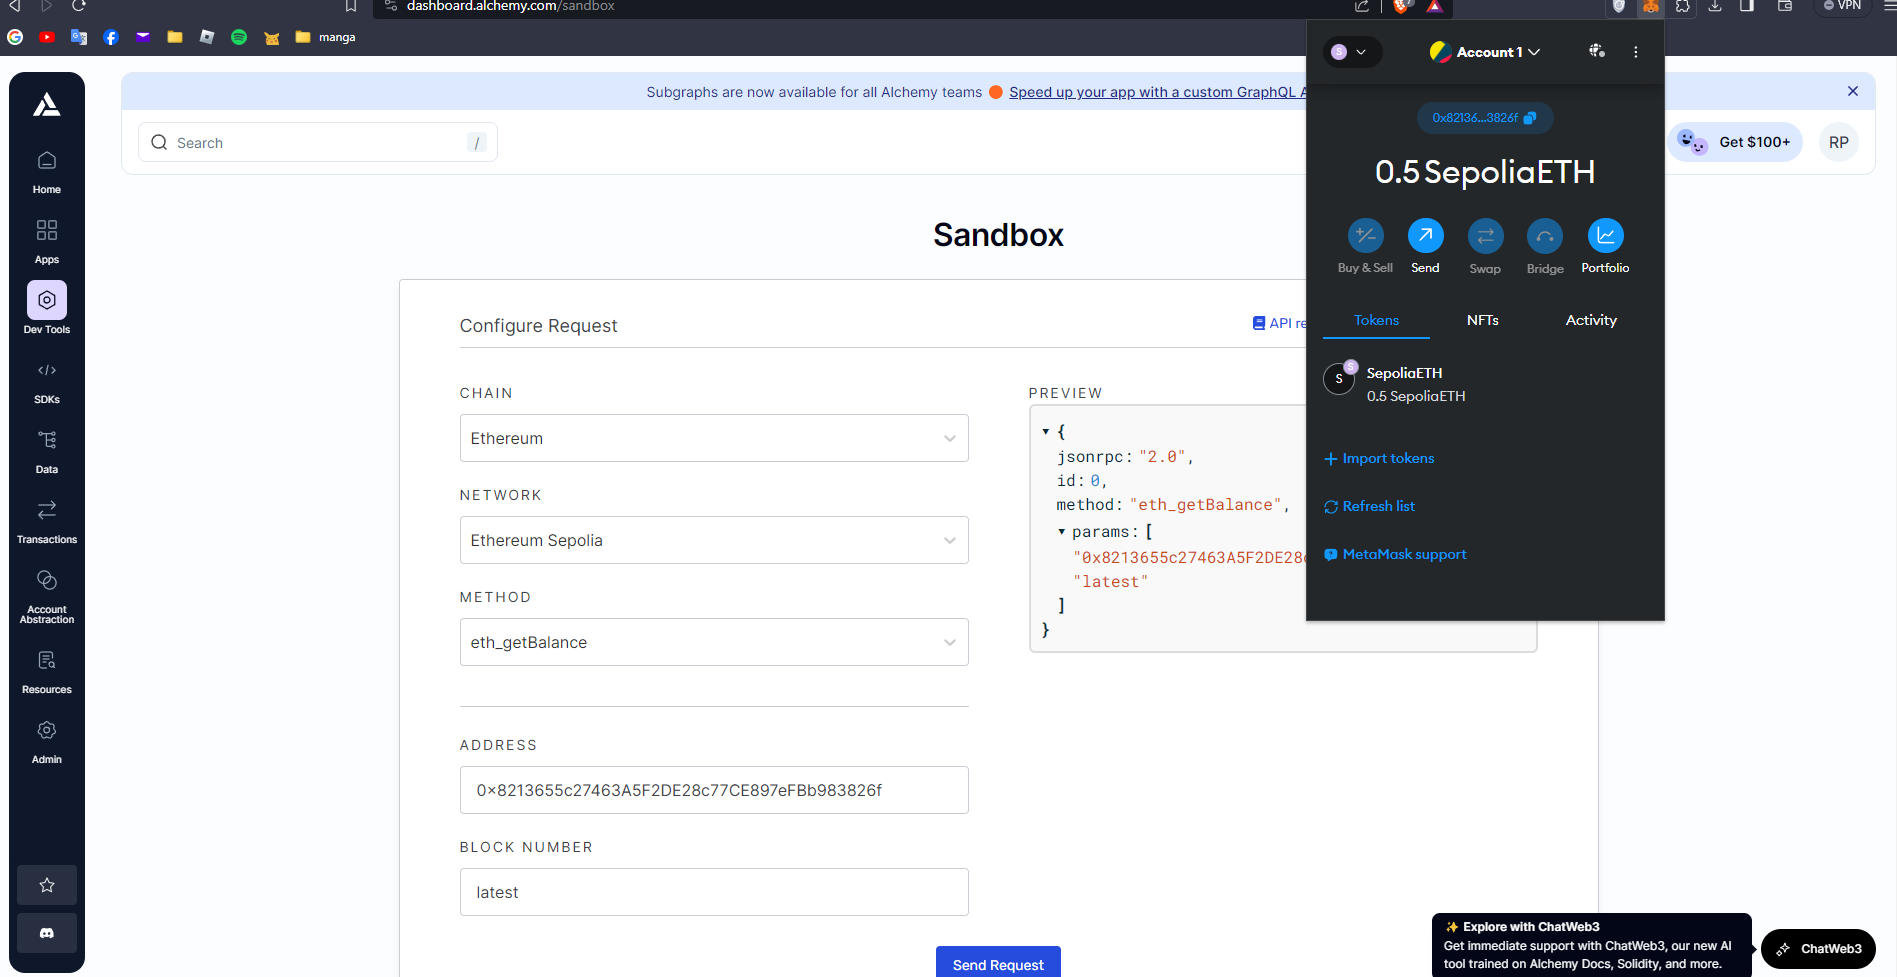 dashboard.alchemy.com/sandbox
VPN
manga
Subgraphs are now available for all Alchemy teams
Speed up your app with a custom GraphQL
Search
/
Get $100+
RP
Home
Apps
Dev Tools
SDKs
Data
Transactions
Account
Abstraction
Resources
Admin
Sandbox
Configure Request
API re
CHAIN
Ethereum
NETWORK
Ethereum Sepolia
METHOD
eth_getBalance
ADDRESS
0x8213655c27463A5F2DE28c77CE897eFBb983826f
BLOCK NUMBER
latest
Send Request
PREVIEW
{
jsonrpc: "2.0",
id: 0,
method: "eth_getBalance",
params: [
"0x8213655c27463A5F2DE28c
"latest"
]
}
S
Account 1
0x82136...3826f
0.5 SepoliaETH
Buy & Sell
Send
Swap
Bridge
Portfolio
Tokens
NFTs
Activity
S
S
SepoliaETH
0.5 SepoliaETH
Import tokens
Refresh list
MetaMask support
Explore with ChatWeb3
Get immediate support with ChatWeb3, our new AI
tool trained on Alchemy Docs, Solidity, and more.
ChatWeb3